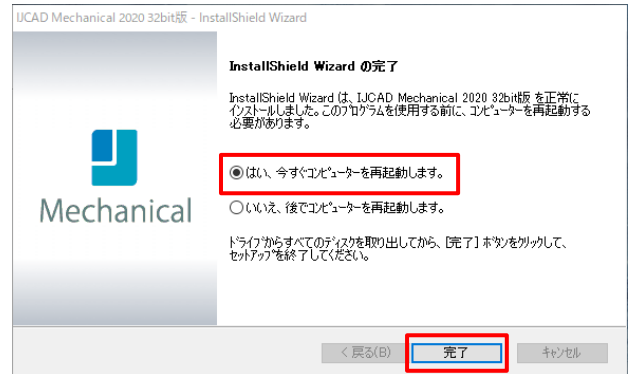 IJCAD Mechanical 2020 32bit版 - InstallShield Wizard
InstallShield Wizard の完了
InstallShield Wizard は、IJCAD Mechanical 2020 32bit版 を正常に
インストールしました。このプログラムを使用する前に、コンピューターを再起動する
必要があります。
はい、今すぐコンピューターを再起動します。
いいえ、後でコンピューターを再起動します。
Mechanical
ドライブからすべてのディスクを取り出してから、[完了] ボタンをクリックして、
セットアップを終了してください。
< 戻る(B)
完了
キャンセル